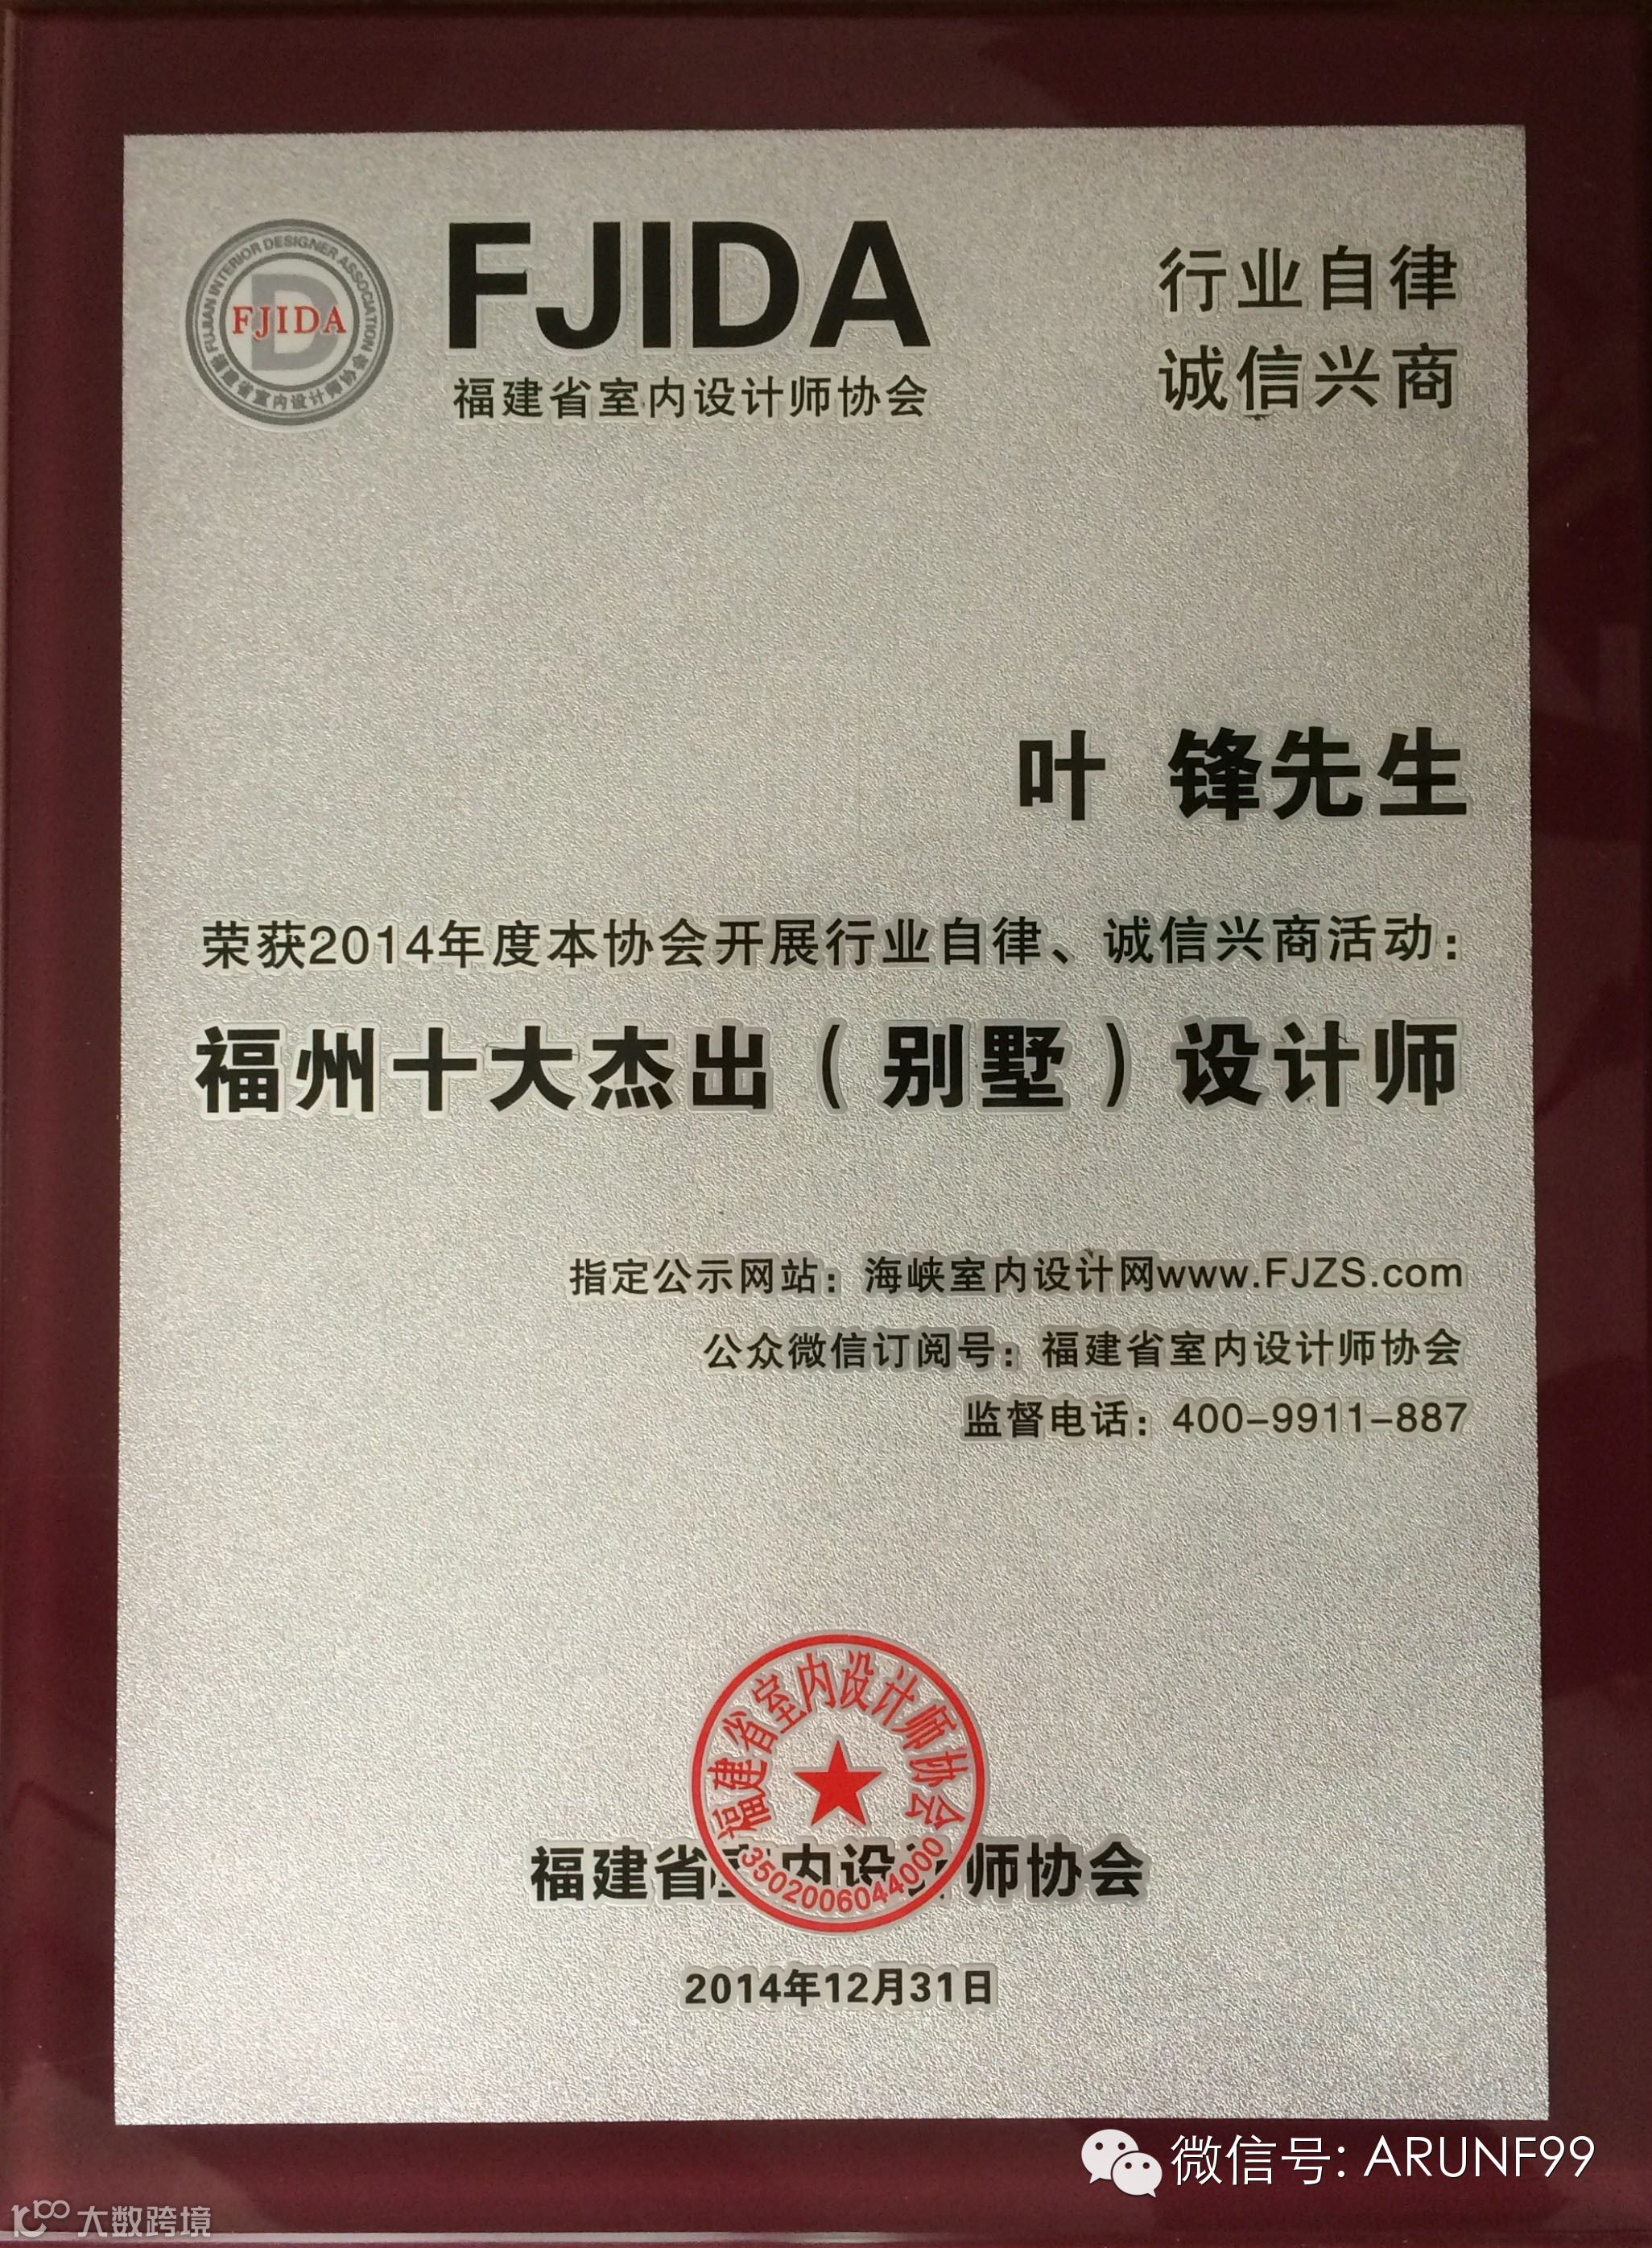 FUJIAN INTERIOR DESIGNER ASSOCIATION
FJIDA
福建省室内设计师协会
FJIDA
福建省室内设计师协会
行业自律
诚信兴商
叶 锋先生
荣获2014年度本协会开展行业自律、诚信兴商活动：
福州十大杰出（别墅）设计师
指定公示网站：海峡室内设计网www.FJZS.com
公众微信订阅号：福建省室内设计师协会
监督电话：400-9911-887
福建省室内设计师协会
3502006044000
福建省室内设计师协会
2014年12月31日
微信号: ARUNF99
大数跨境